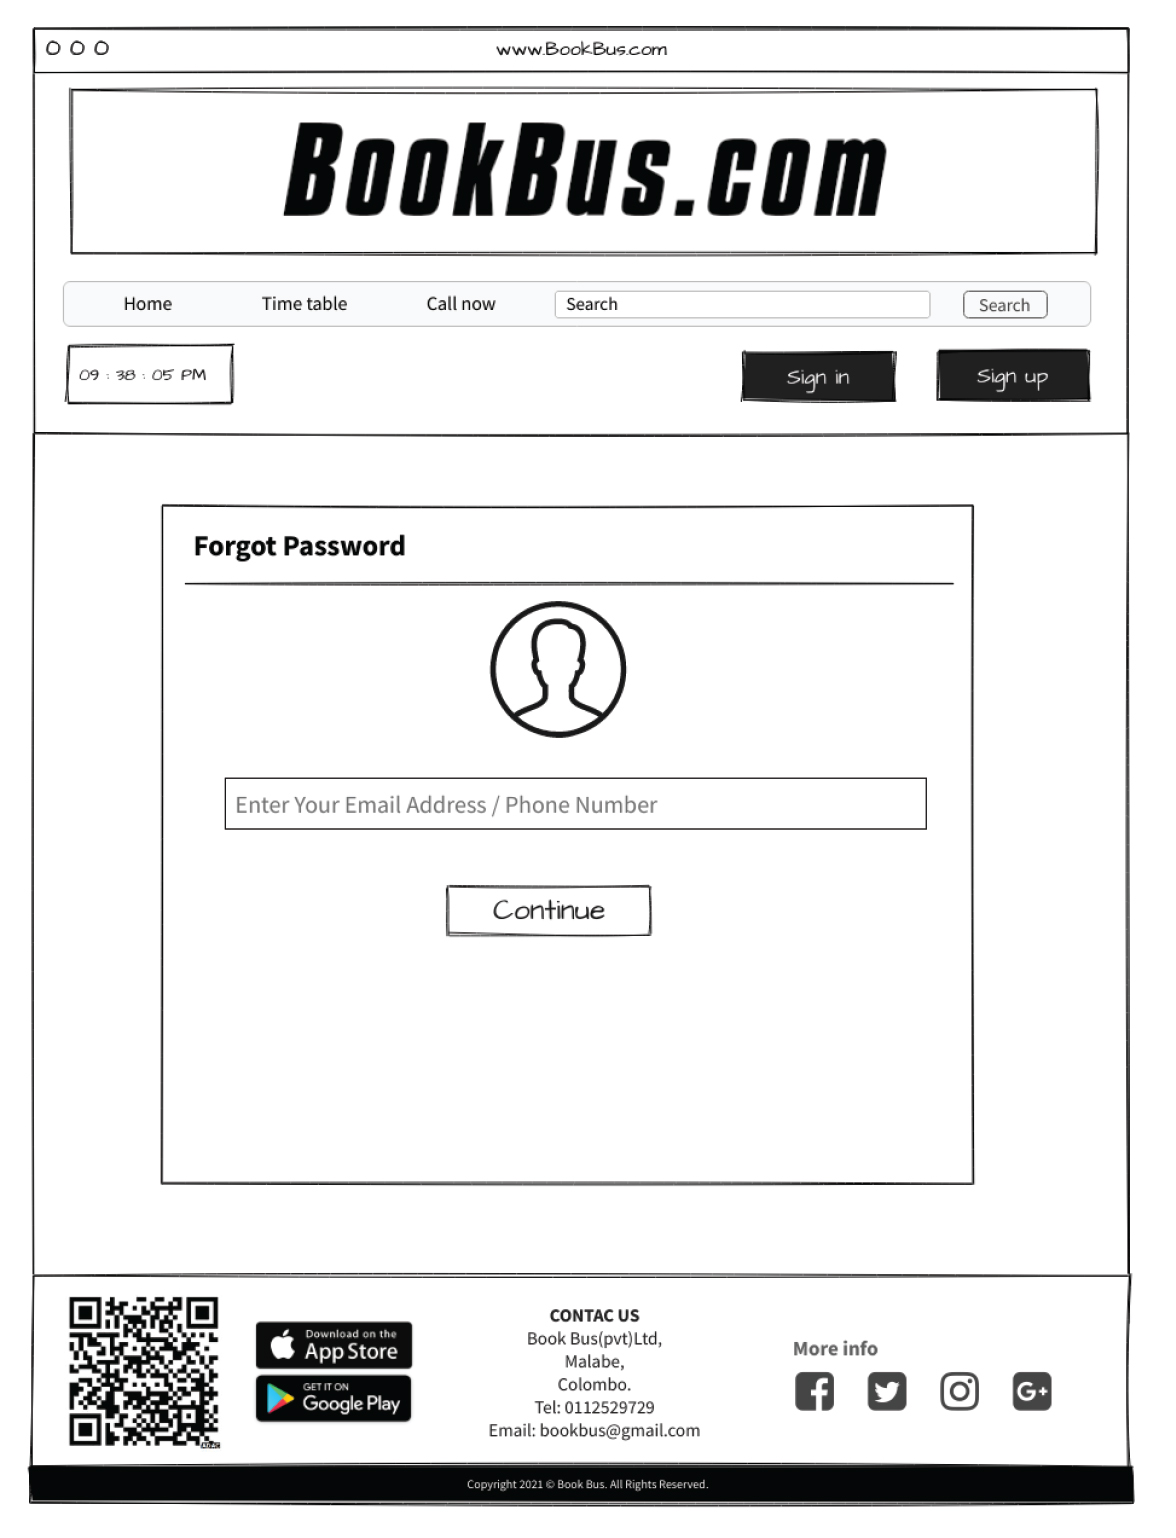 www.BookBus.com
BookBus.com
Home Time table Call now Search Search
09 : 38 : 05 PM Sign in Sign up
Forgot Password
Enter Your Email Address / Phone Number
Continue
Download on the
App Store
GET IT ON
Google Play
CONTAC US
Book Bus(pvt)Ltd,
Malabe,
Colombo.
Tel: 0112529729
Email: bookbus@gmail.com
More info
G+
Copyright 2021 © Book Bus. All Rights Reserved.